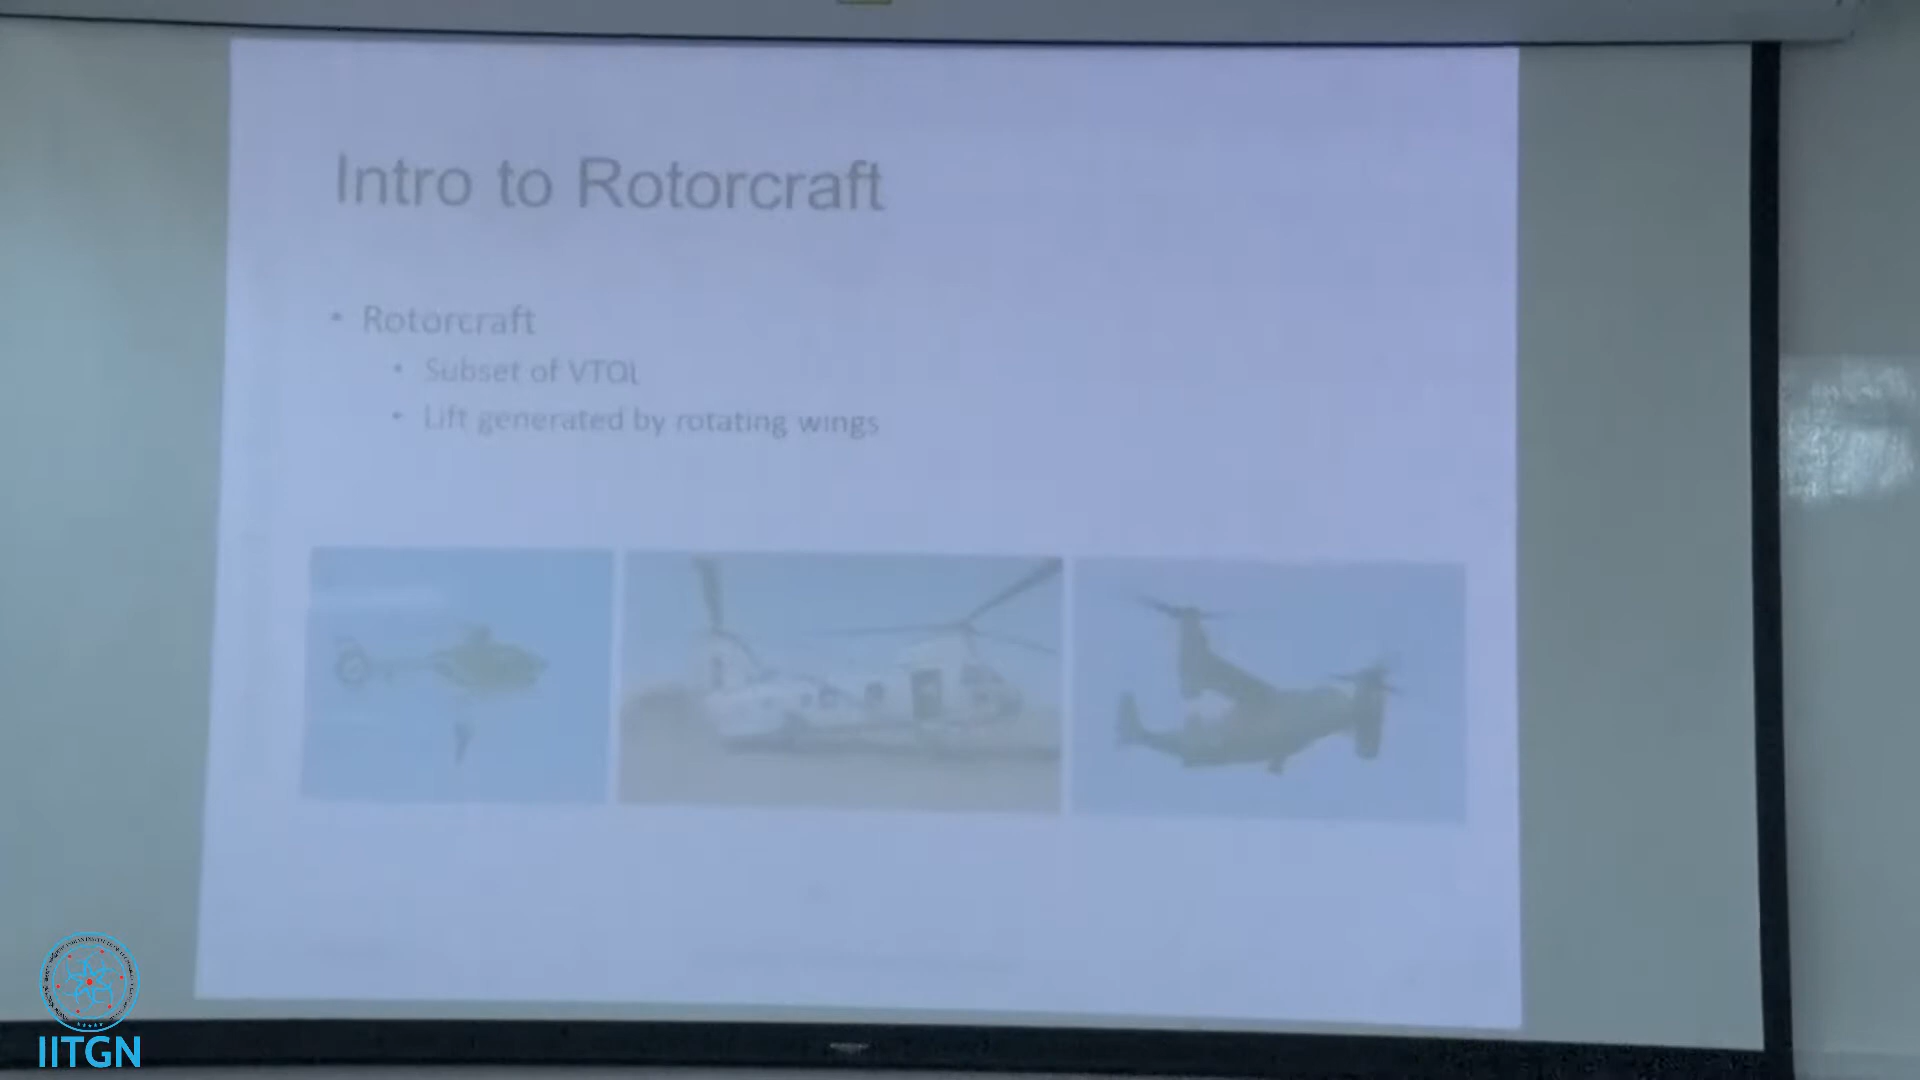 Intro to Rotorcraft
• Rotorcraft
• Subset of VTOL
• Lift generated by rotating wings
IITGN